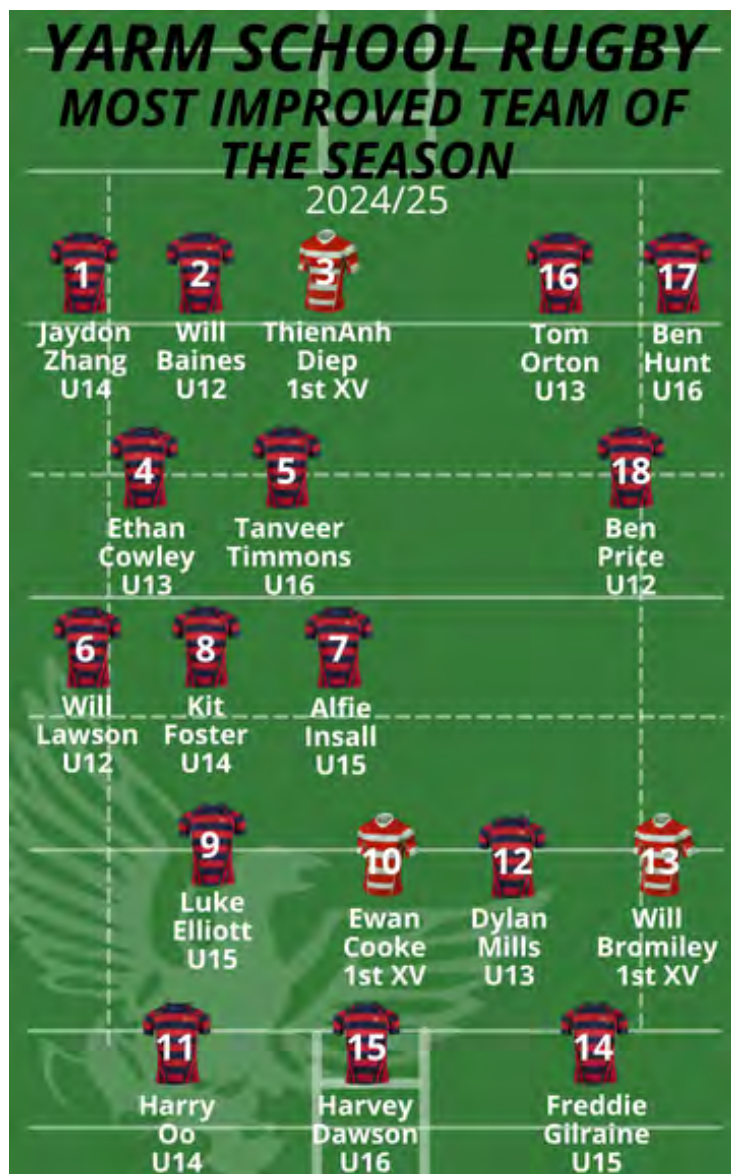 YARM SCHOOL RUGBY
MOST IMPROVED TEAM OF
THE SEASON
2024/25
1
Jaydon
Zhang
U14
2
Will
Baines
U12
3
ThienAnh
Diep
1st XV
16
Tom
Orton
U13
17
Ben
Hunt
U16
4
Ethan
Cowley
U13
5
Tanveer
Timmons
U16
18
Ben
Price
U12
6
Will
Lawson
U12
8
Kit
Foster
U14
7
Alfie
Insall
U15
9
Luke
Elliott
U15
10
Ewan
Cooke
1st XV
12
Dylan
Mills
U13
13
Will
Bromiley
1st XV
11
Harry
Oo
U14
15
Harvey
Dawson
U16
14
Freddie
Gilraine
U15